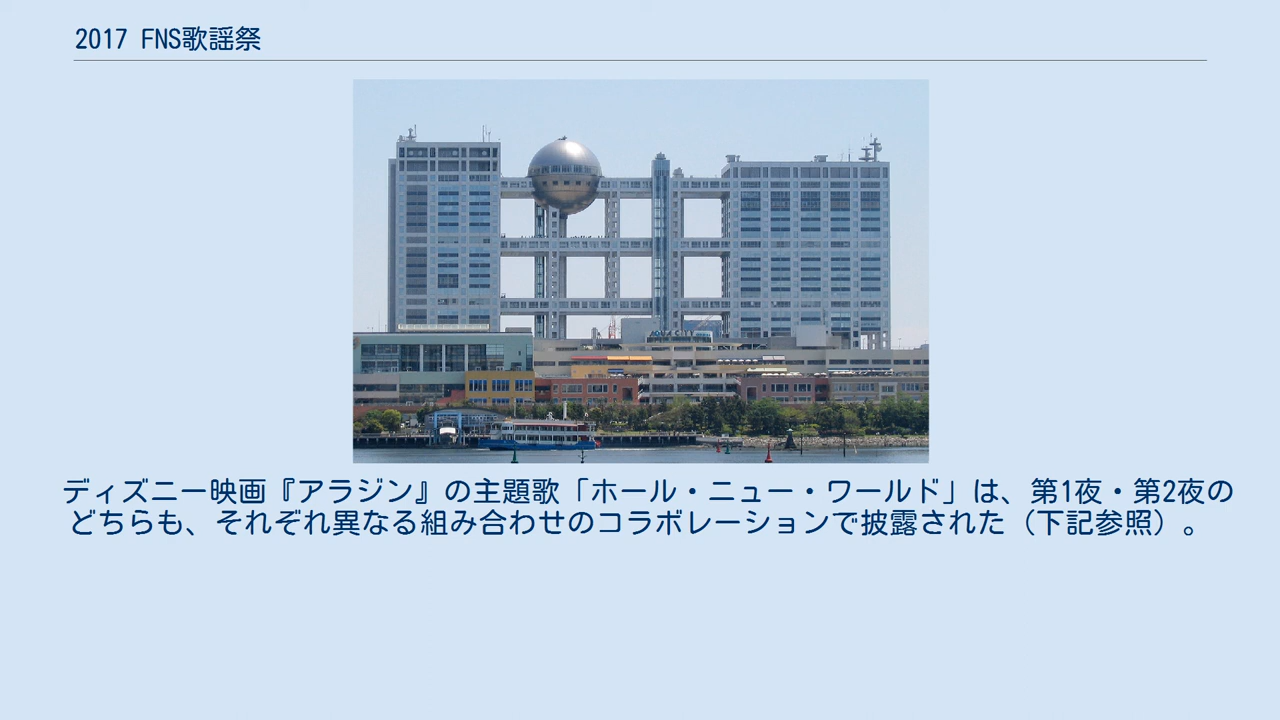 2017 FNS歌謡祭
ディズニー映画『アラジン』の主題歌「ホール・ニュー・ワールド」は、第1夜・第2夜の
どちらも、それぞれ異なる組み合わせのコラボレーションで披露された（下記参照）。